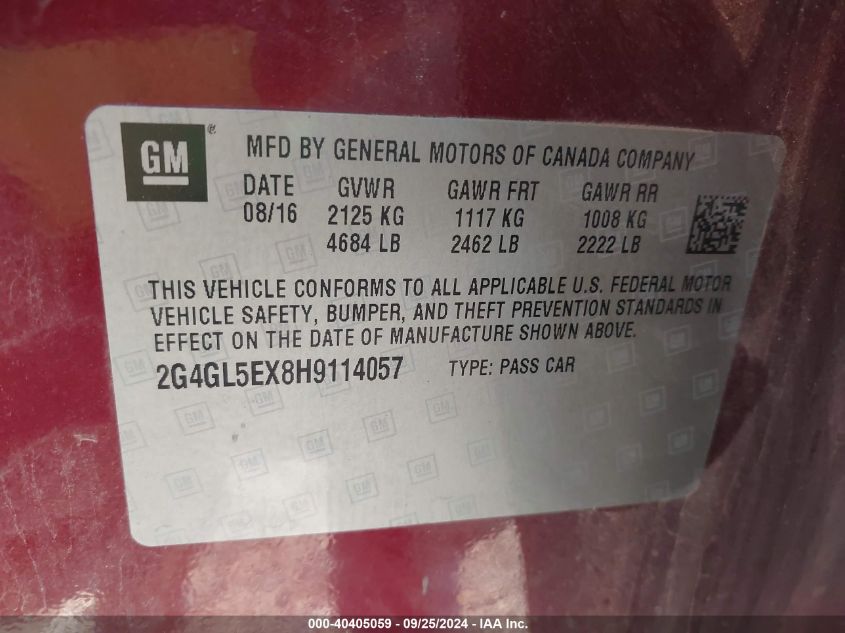 GM
MFD BY GENERAL MOTORS OF CANADA COMPANY
DATE GVWR GAWR FRT GAWR RR
08/16 2125 KG 1117 KG 1008 KG
4684 LB 2462 LB 2222 LB
THIS VEHICLE CONFORMS TO ALL APPLICABLE U.S. FEDERAL MOTOR
VEHICLE SAFETY, BUMPER, AND THEFT PREVENTION STANDARDS IN
EFFECT ON THE DATE OF MANUFACTURE SHOWN ABOVE.
2G4GL5EX8H9114057 TYPE: PASS CAR
000-40405059 - 09/25/2024 - IAA Inc.